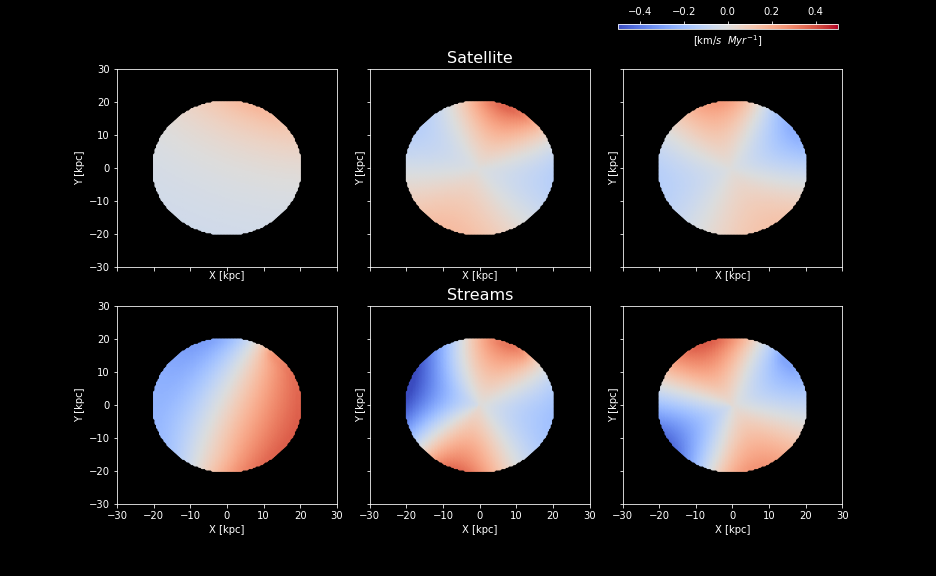 −0.4 −0.2 0.0 0.2 0.4
[km/s Myr⁻¹]
Satellite
30
20
10
0
−10
−20
−30
Y [kpc]
Y [kpc]
Y [kpc]
X [kpc] X [kpc] X [kpc]
Streams
30
20
10
0
−10
−20
−30
Y [kpc]
Y [kpc]
Y [kpc]
−30 −20 −10 0 10 20 30 −30 −20 −10 0 10 20 30 −30 −20 −10 0 10 20 30
X [kpc] X [kpc] X [kpc]